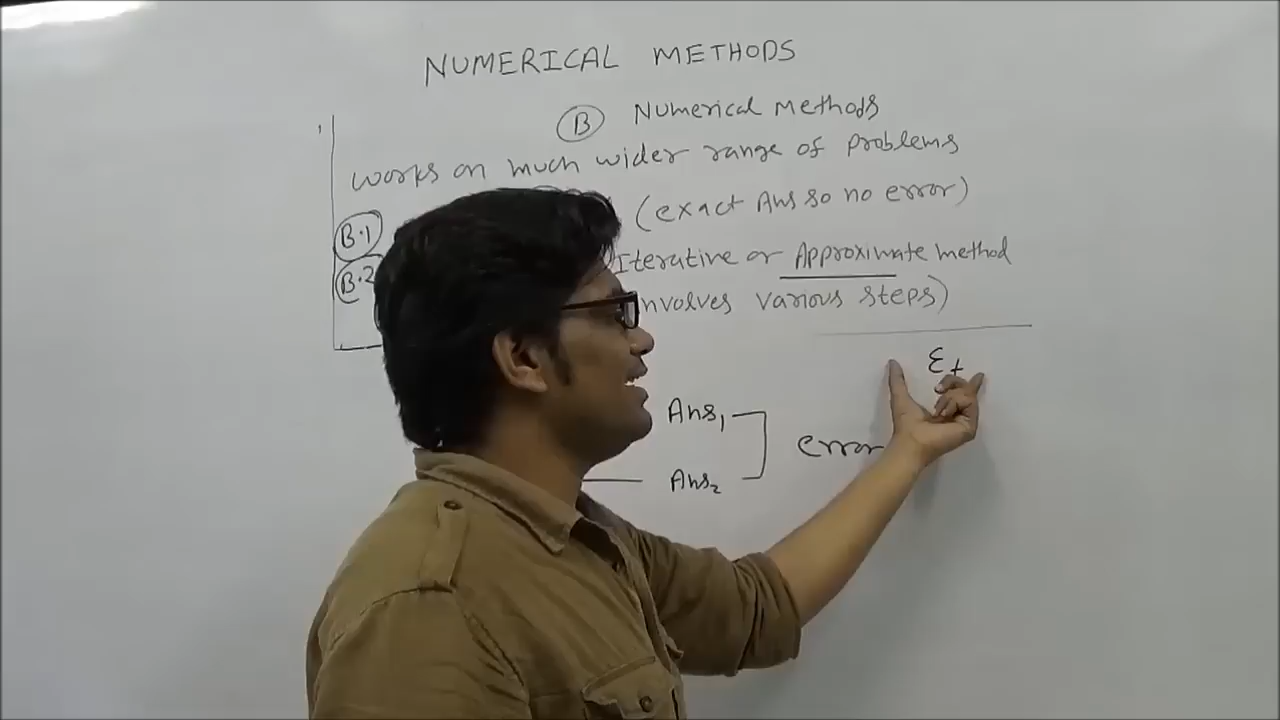 NUMERICAL METHODS
B Numerical Methods
works on much wider range of problems
B.1 (exact Ans so no error)
B.2 Iterative or Approximate method
involves various steps)
εt
Ans1
error
Ans2